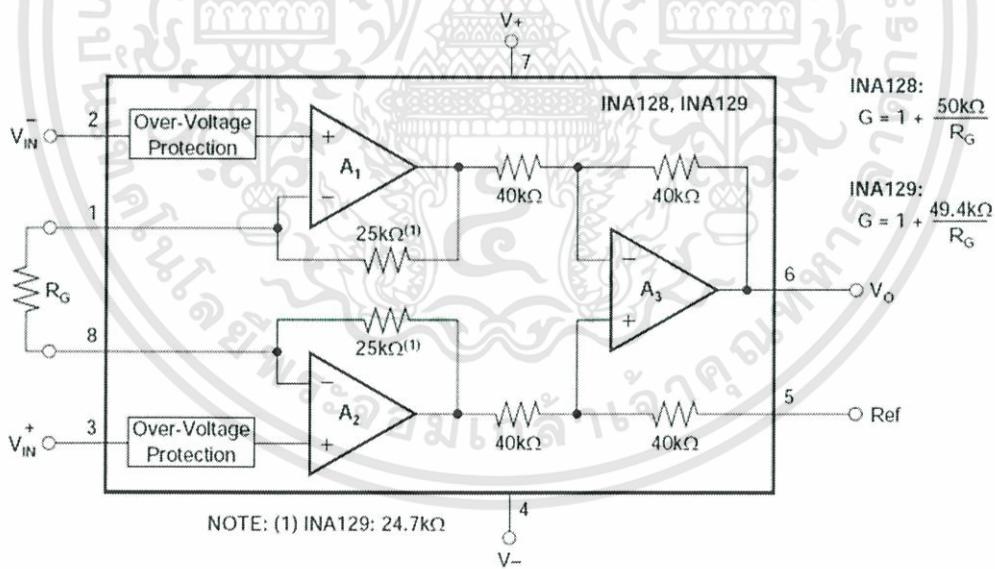 V+
7
INA128, INA129
INA128:
G = 1 + 50kΩ
R_G
INA129:
G = 1 + 49.4kΩ
R_G
V_IN^-
2
Over-Voltage
Protection
+
A₁
−
40kΩ
40kΩ
1
25kΩ⁽¹⁾
R_G
8
25kΩ⁽¹⁾
−
A₃
+
6
V_O
−
A₂
+
V_IN^+
3
Over-Voltage
Protection
40kΩ
40kΩ
5
Ref
4
V−
NOTE: (1) INA129: 24.7kΩ